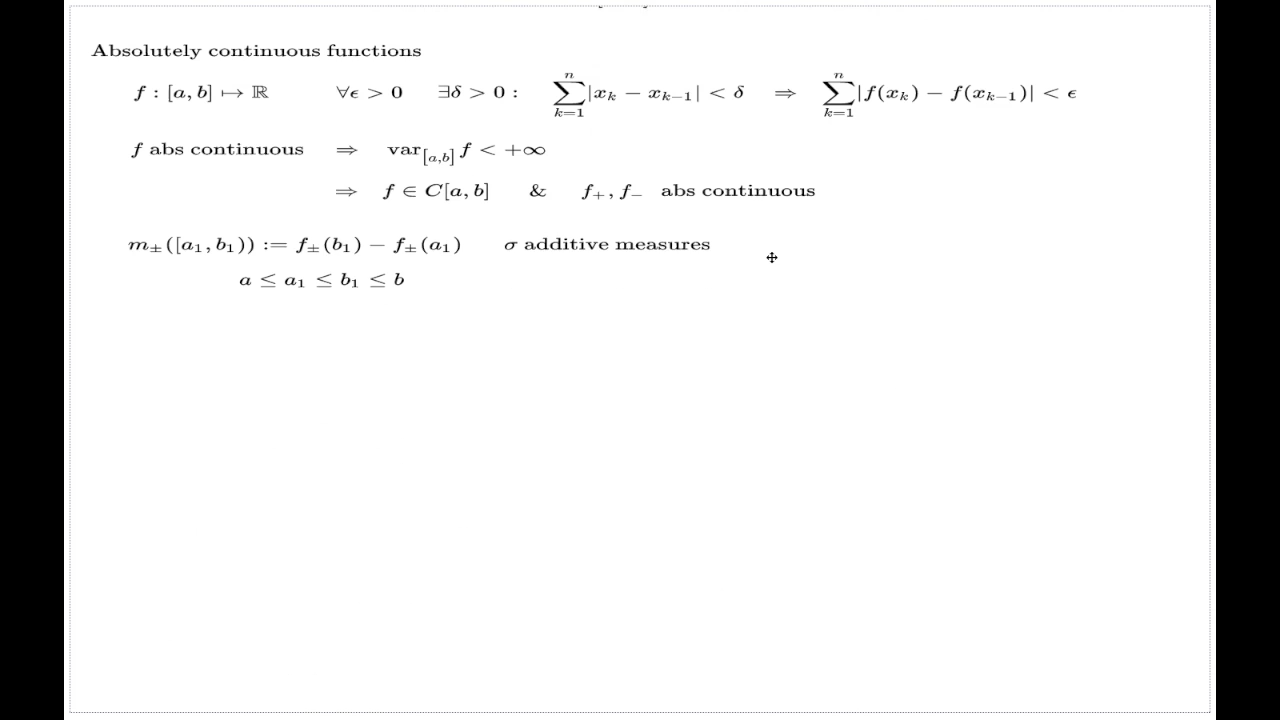 Absolutely continuous functions
f : [a, b] ↦ ℝ ∀ϵ > 0 ∃δ > 0 : ∑_{k=1}^{n} |x_k − x_{k−1}| < δ ⇒ ∑_{k=1}^{n} |f(x_k) − f(x_{k−1})| < ϵ
f abs continuous ⇒ var_{[a,b]} f < +∞
⇒ f ∈ C[a, b] & f_+, f_− abs continuous
m_±([a_1, b_1)) := f_±(b_1) − f_±(a_1) σ additive measures
a ≤ a_1 ≤ b_1 ≤ b